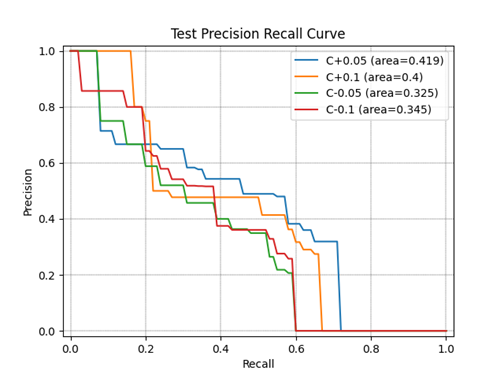 Test Precision Recall Curve
1.0
0.8
0.6
0.4
0.2
0.0
Precision
C+0.05 (area=0.419)
C+0.1 (area=0.4)
C-0.05 (area=0.325)
C-0.1 (area=0.345)
0.0 0.2 0.4 0.6 0.8 1.0
Recall